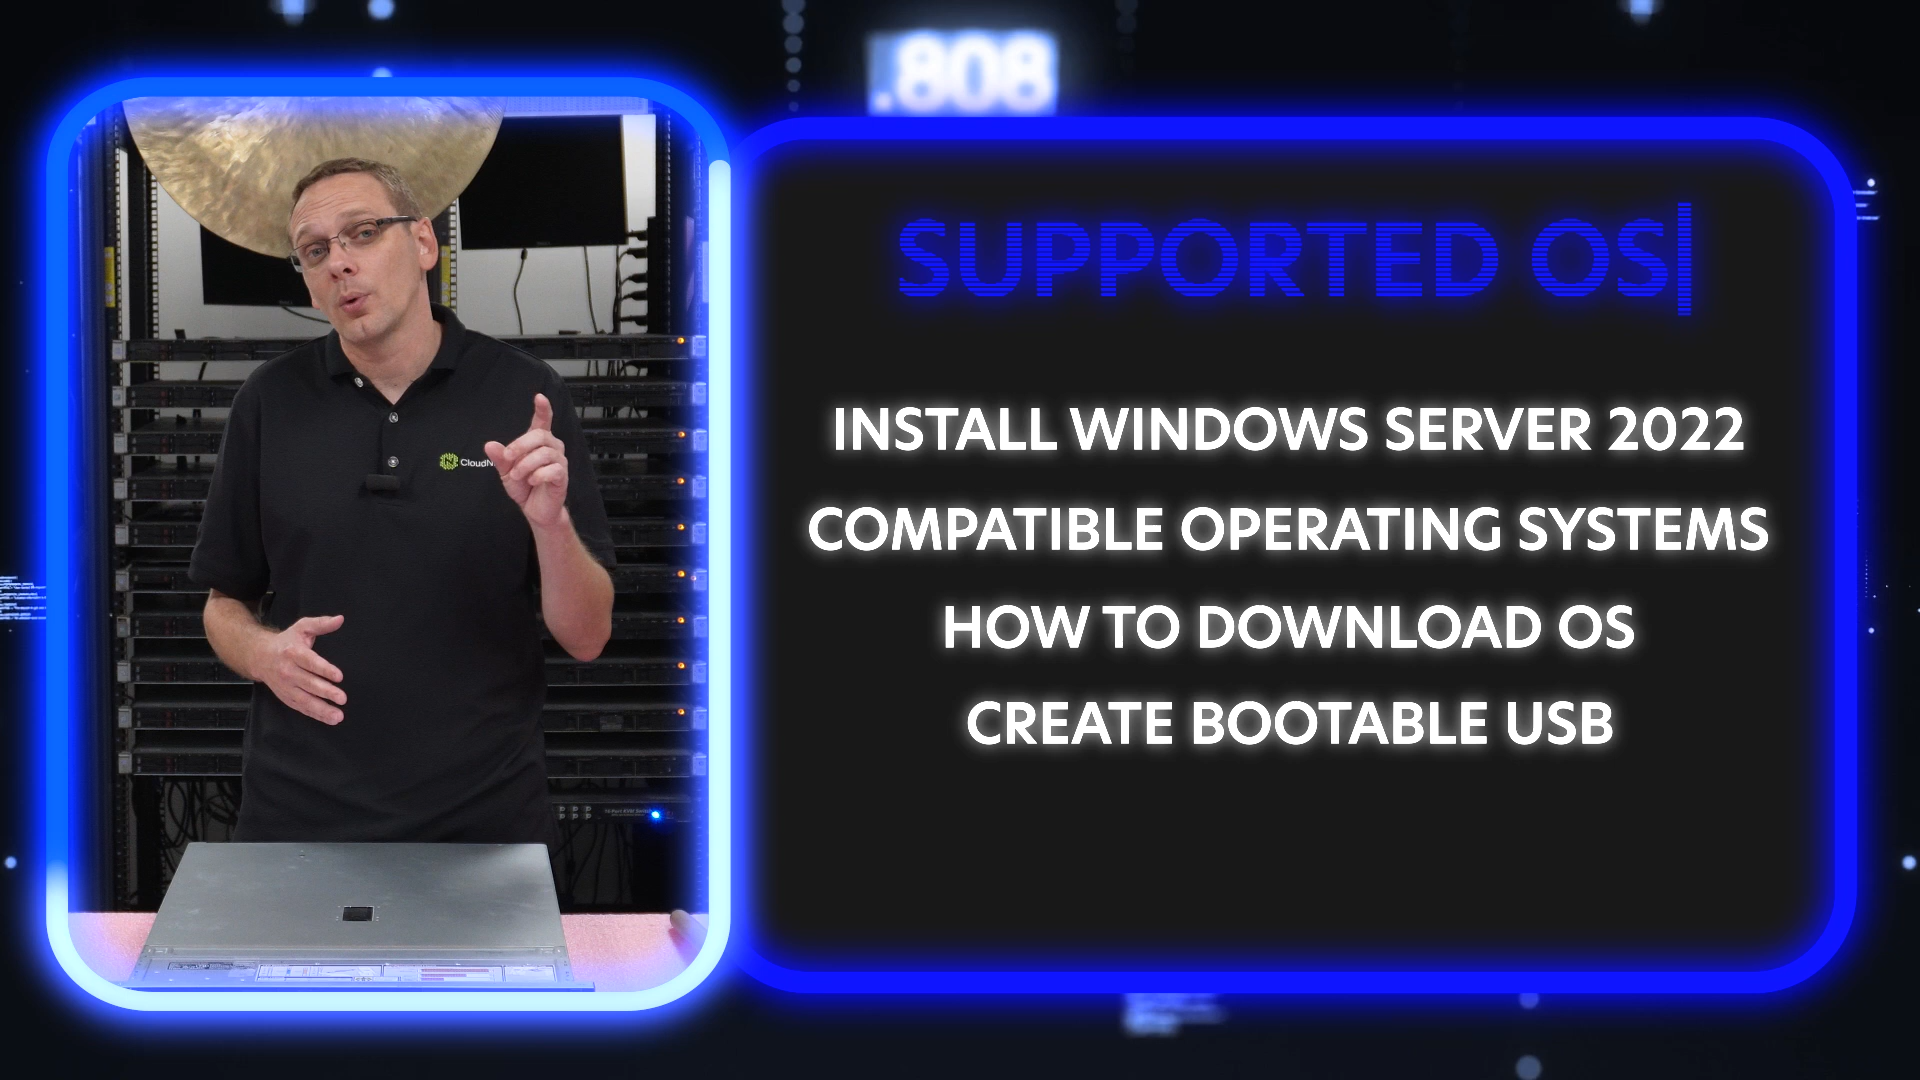 .808
SUPPORTED OS
INSTALL WINDOWS SERVER 2022
COMPATIBLE OPERATING SYSTEMS
HOW TO DOWNLOAD OS
CREATE BOOTABLE USB